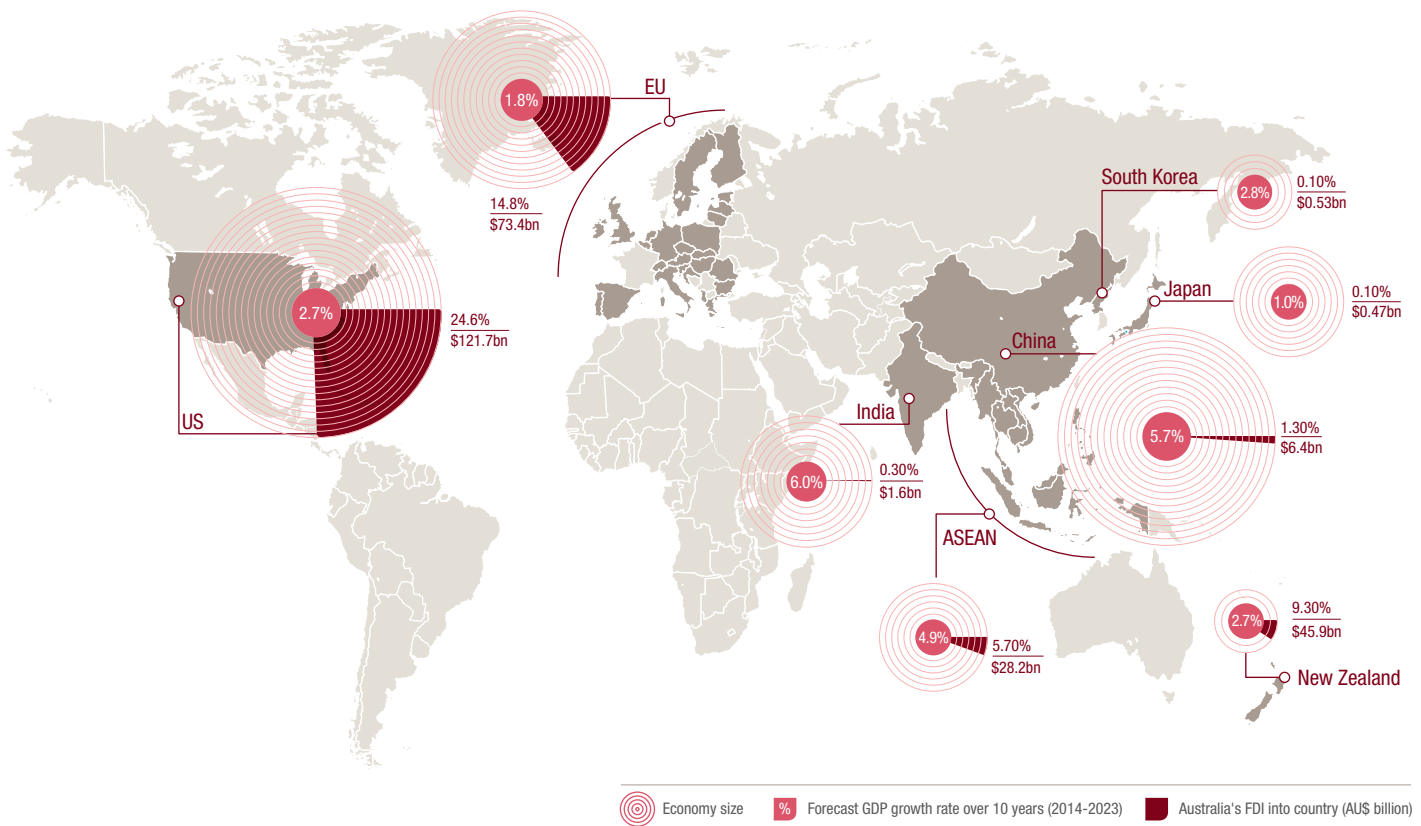 1.8%
EU
14.8%
$73.4bn
2.7%
24.6%
$121.7bn
US
South Korea
2.8%
0.10%
$0.53bn
Japan
1.0%
0.10%
$0.47bn
China
5.7%
1.30%
$6.4bn
India
6.0%
0.30%
$1.6bn
ASEAN
4.9%
5.70%
$28.2bn
2.7%
9.30%
$45.9bn
New Zealand
Economy size
% Forecast GDP growth rate over 10 years (2014-2023)
Australia's FDI into country (AU$ billion)